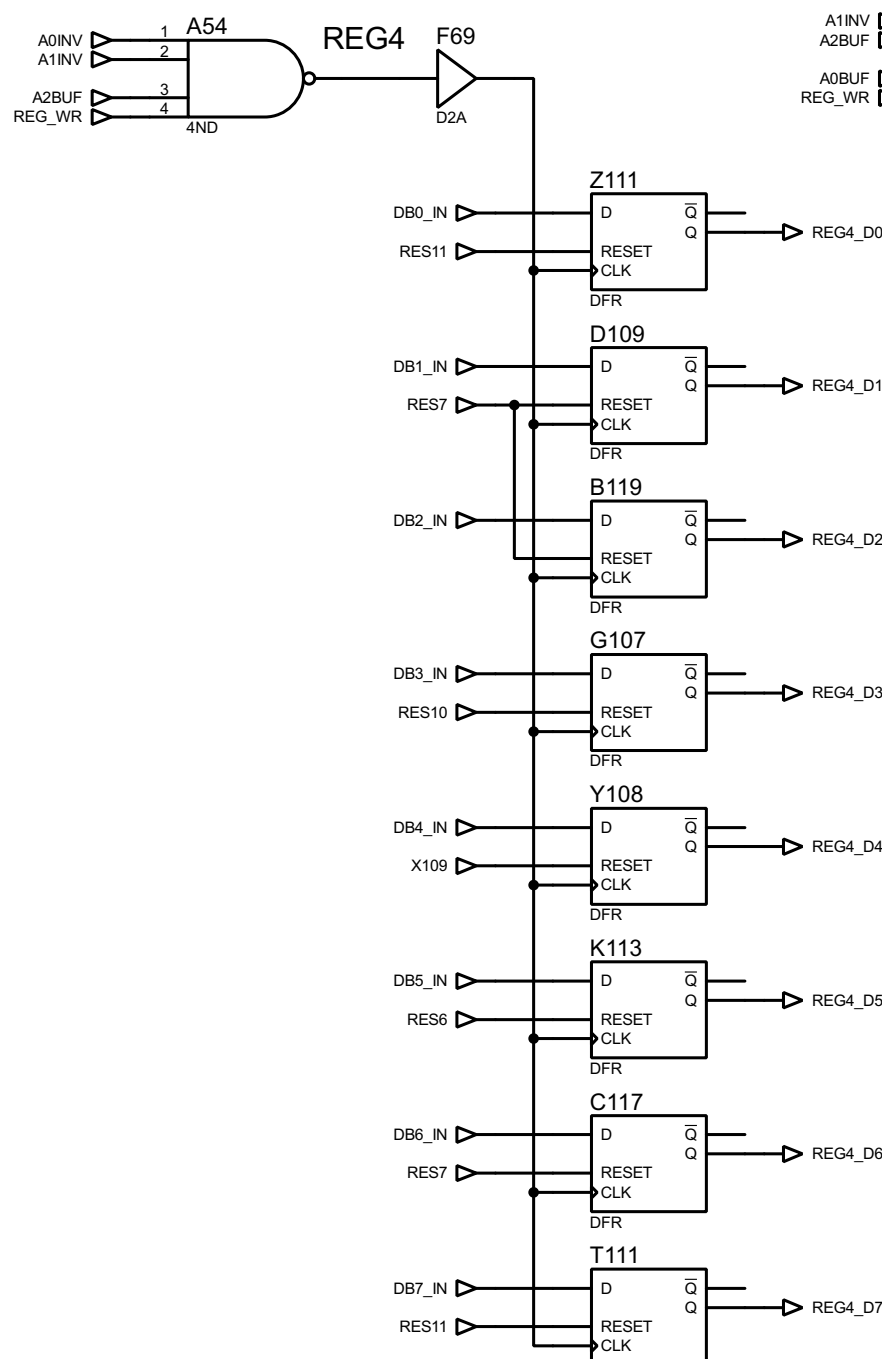 A54
REG4
F69
A0INV
1
A1INV
2
A2BUF
3
REG_WR
4
4ND
D2A
A1INV
A2BUF
A0BUF
REG_WR
Z111
DB0_IN
D
Q
Q
REG4_D0
RES11
RESET
CLK
DFR
D109
DB1_IN
D
Q
Q
REG4_D1
RES7
RESET
CLK
DFR
B119
DB2_IN
D
Q
Q
REG4_D2
RESET
CLK
DFR
G107
DB3_IN
D
Q
Q
REG4_D3
RES10
RESET
CLK
DFR
Y108
DB4_IN
D
Q
Q
REG4_D4
X109
RESET
CLK
DFR
K113
DB5_IN
D
Q
Q
REG4_D5
RES6
RESET
CLK
DFR
C117
DB6_IN
D
Q
Q
REG4_D6
RES7
RESET
CLK
DFR
T111
DB7_IN
D
Q
Q
REG4_D7
RES11
RESET
CLK